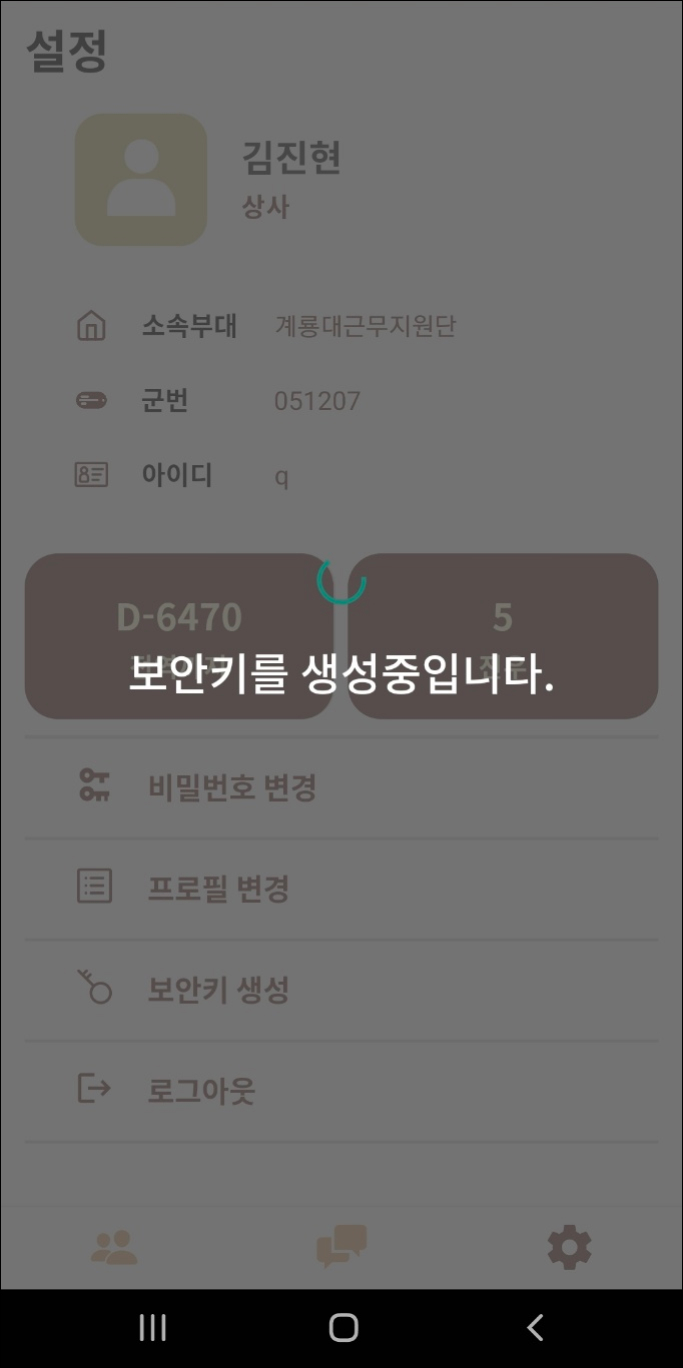 설정
김진현
상사
소속부대 계룡대근무지원단
군번 051207
아이디 q
D-6470
5
보안키를 생성중입니다.
비밀번호 변경
프로필 변경
보안키 생성
로그아웃